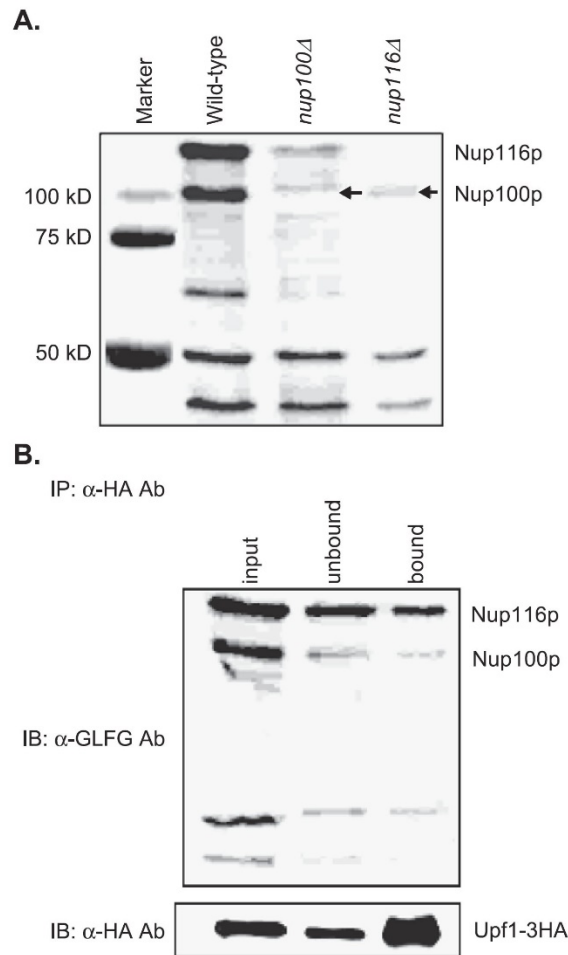 A.
Marker
Wild-type
nup100Δ
nup116Δ
Nup116p
100 kD
Nup100p
75 kD
50 kD
B.
IP: α-HA Ab
input
unbound
bound
Nup116p
Nup100p
IB: α-GLFG Ab
IB: α-HA Ab
Upf1-3HA